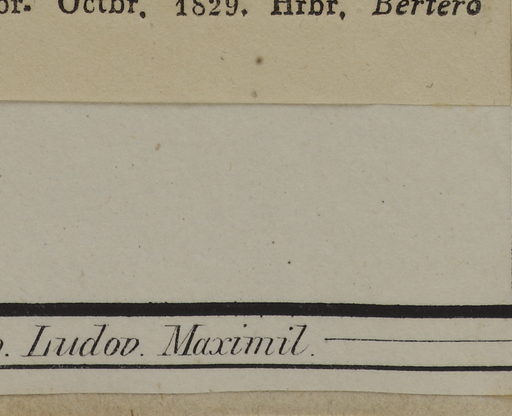 Octbr. 1829. Hrbr. Bertero
Ludov. Maximil.